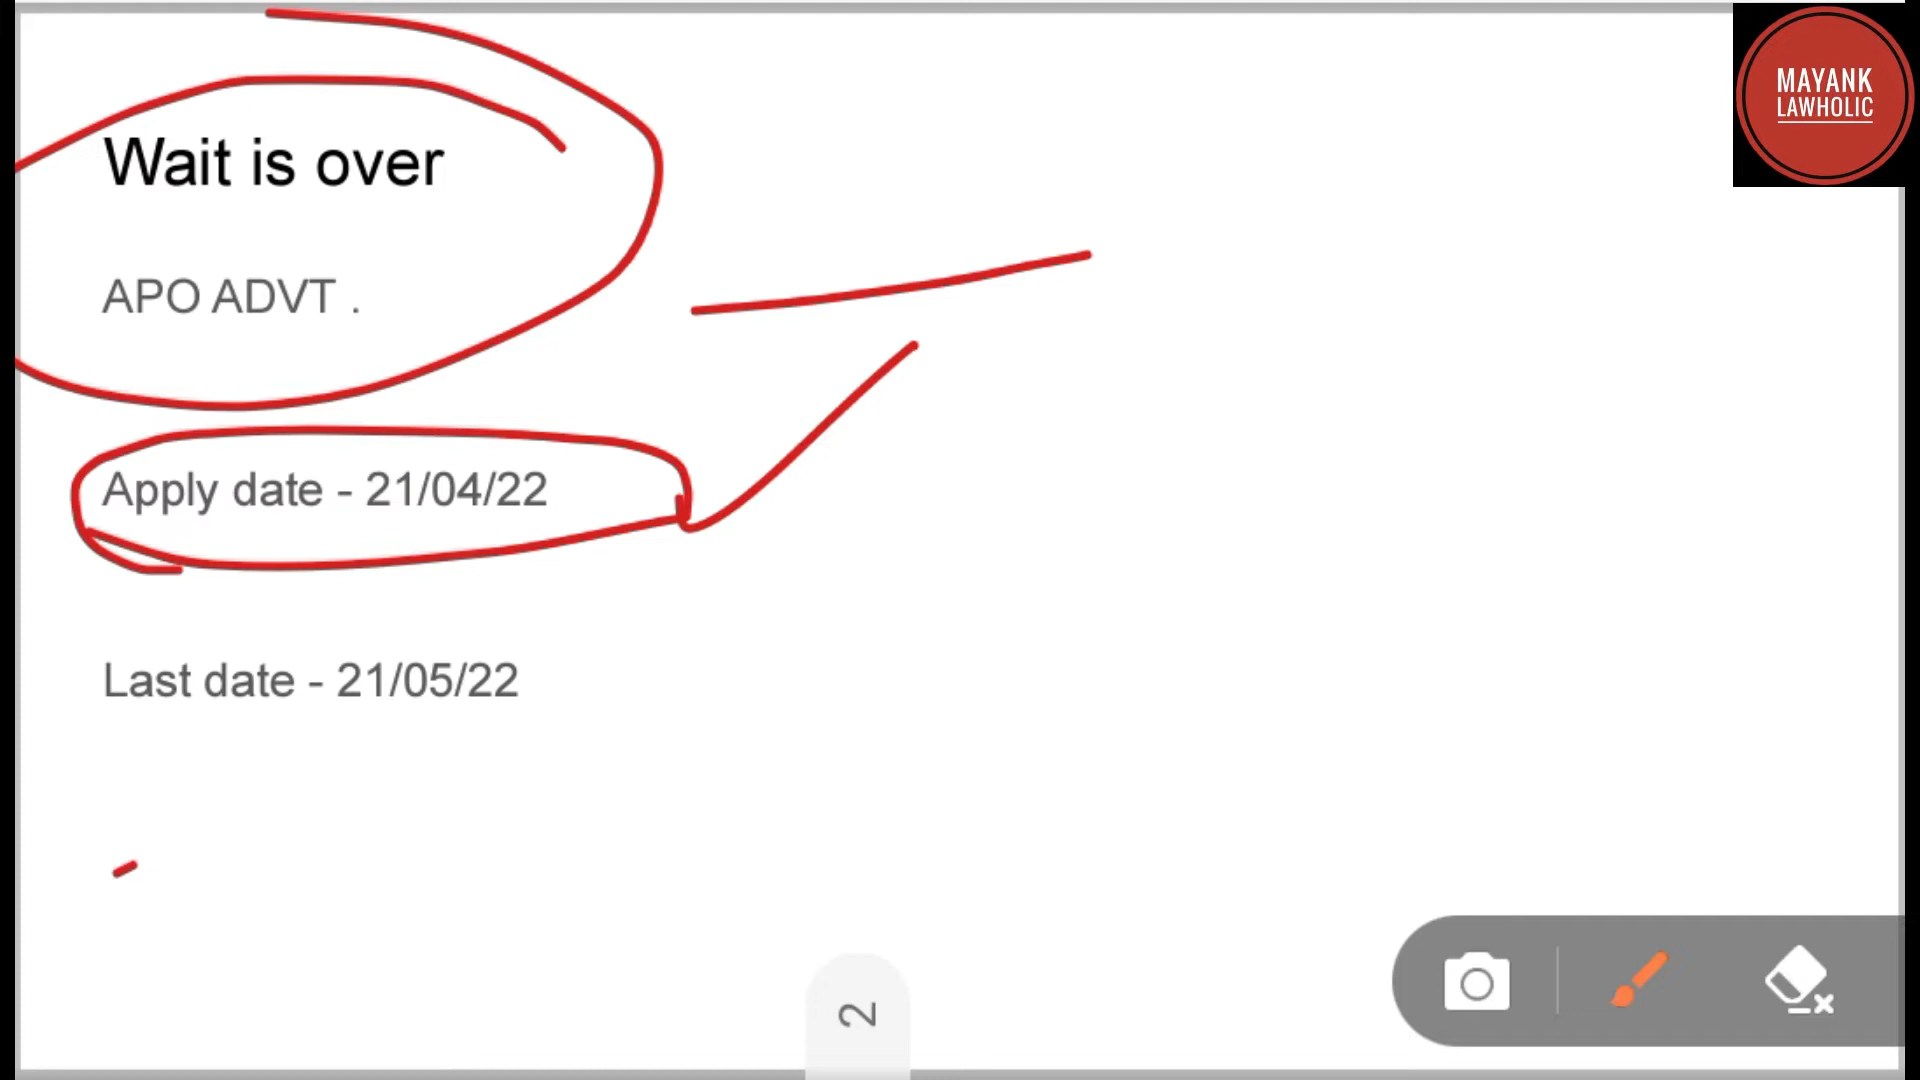 MAYANK
LAWHOLIC
Wait is over
APO ADVT .
Apply date - 21/04/22
Last date - 21/05/22
2